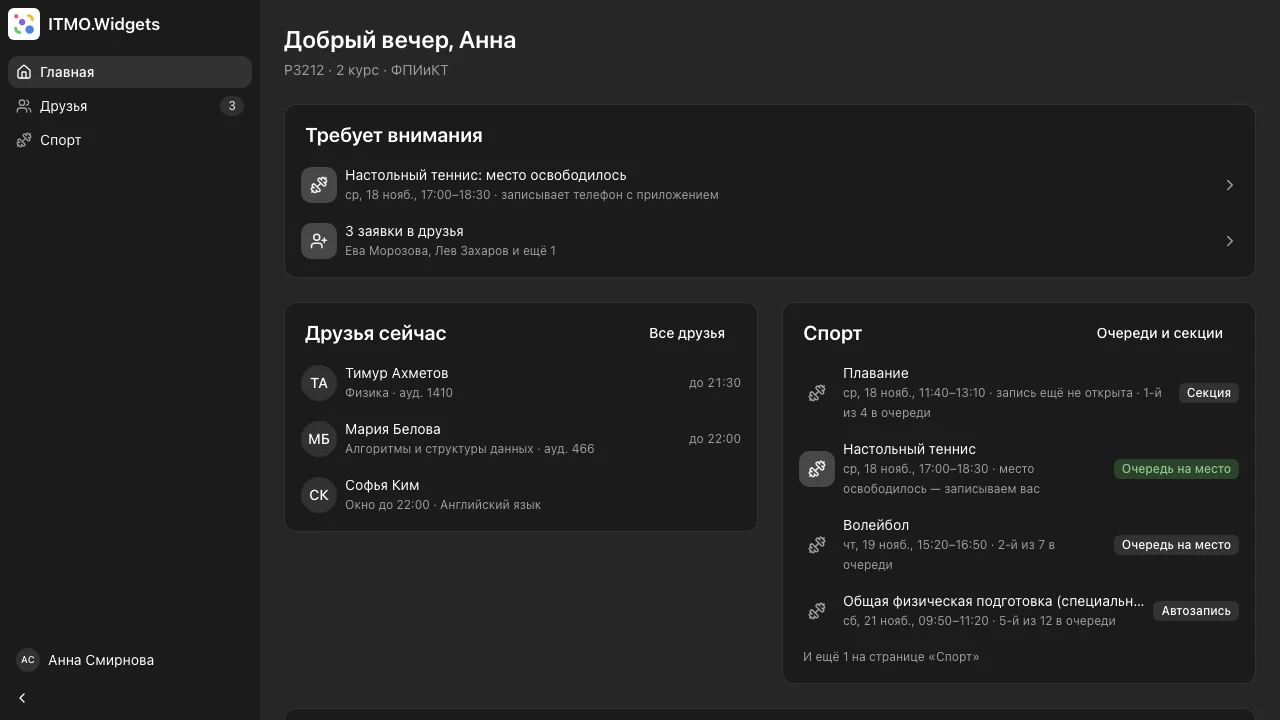 ITMO.Widgets
Главная
Друзья
3
Спорт
Добрый вечер, Анна
P3212 · 2 курс · ФПИиКТ
Требует внимания
Настольный теннис: место освободилось
ср, 18 нояб., 17:00–18:30 · записывает телефон с приложением
3 заявки в друзья
Ева Морозова, Лев Захаров и ещё 1
Друзья сейчас
Все друзья
ТА
Тимур Ахметов
Физика · ауд. 1410
до 21:30
МБ
Мария Белова
Алгоритмы и структуры данных · ауд. 466
до 22:00
СК
Софья Ким
Окно до 22:00 · Английский язык
Спорт
Очереди и секции
Плавание
ср, 18 нояб., 11:40–13:10 · запись ещё не открыта · 1-й
из 4 в очереди
Секция
Настольный теннис
ср, 18 нояб., 17:00–18:30 · место
освободилось — записываем вас
Очередь на место
Волейбол
чт, 19 нояб., 15:20–16:50 · 2-й из 7 в
очереди
Очередь на место
Общая физическая подготовка (специальн…
сб, 21 нояб., 09:50–11:20 · 5-й из 12 в очереди
Автозапись
И ещё 1 на странице «Спорт»
АС
Анна Смирнова